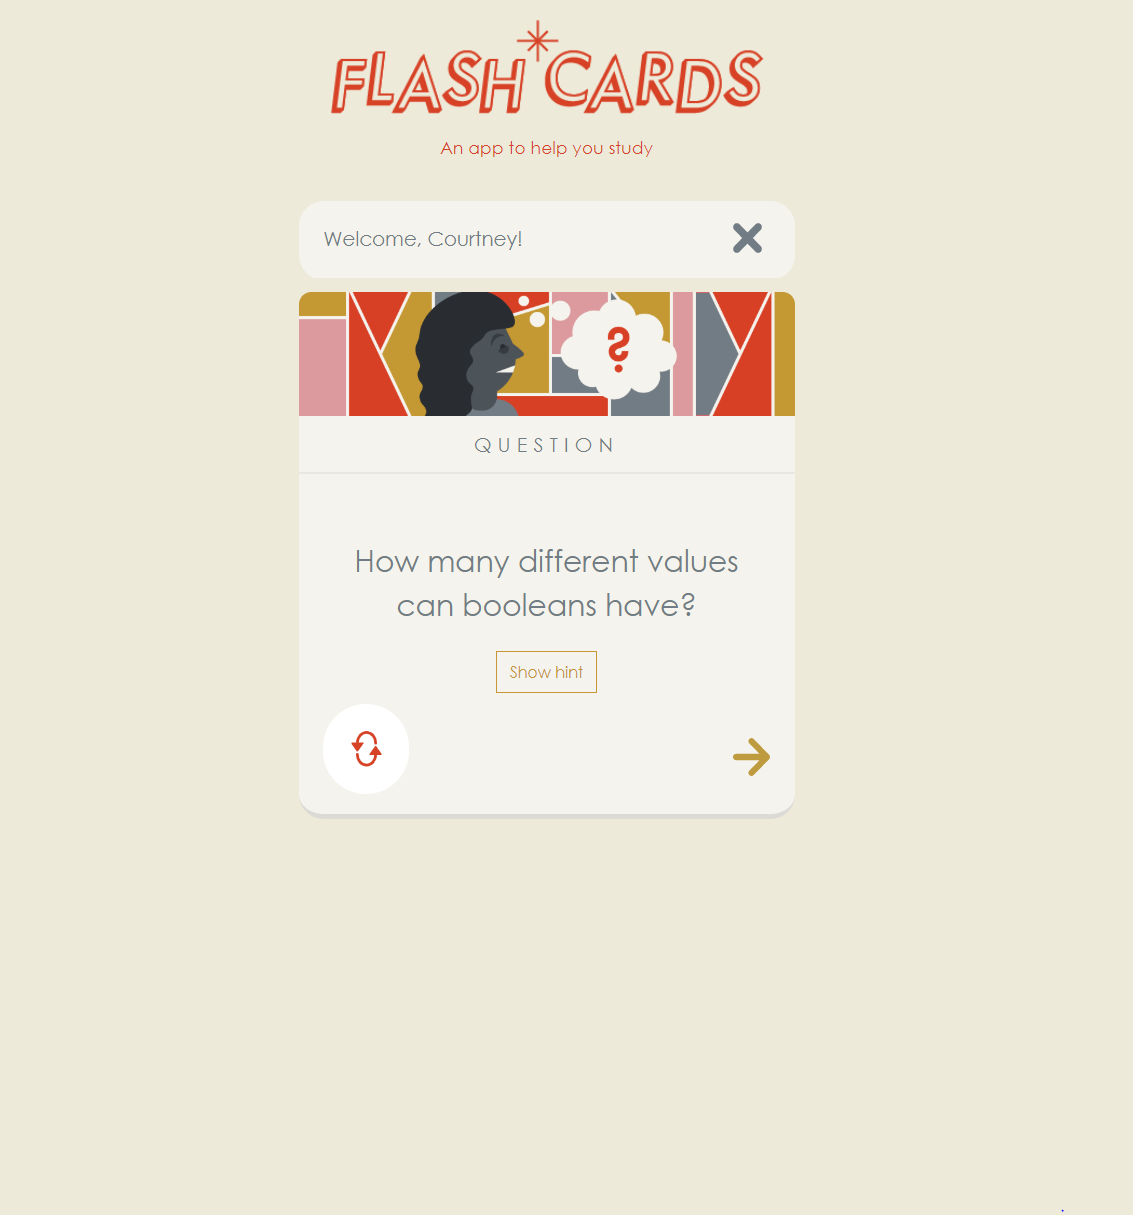 FLASH CARDS
An app to help you study
Welcome, Courtney!
?
QUESTION
How many different values
can booleans have?
Show hint